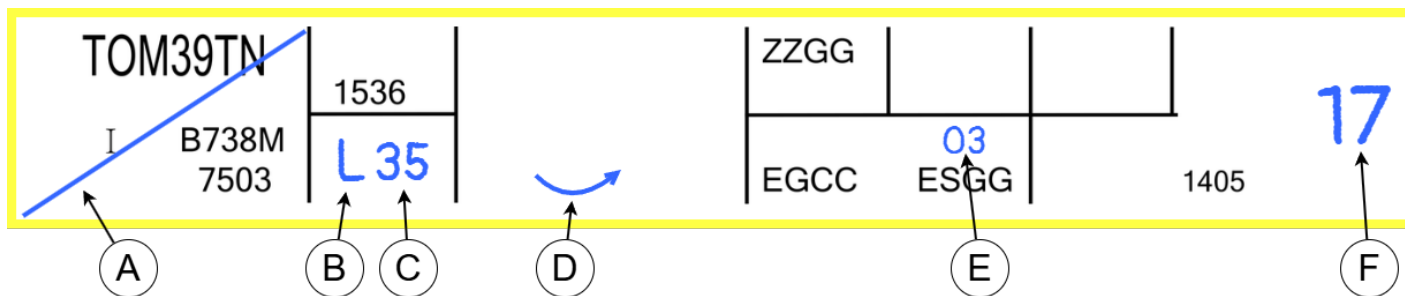 TOM39TN
I B738M
7503
1536
L 35
ZZGG
EGCC
03
ESGG
1405
17
A B C D E F